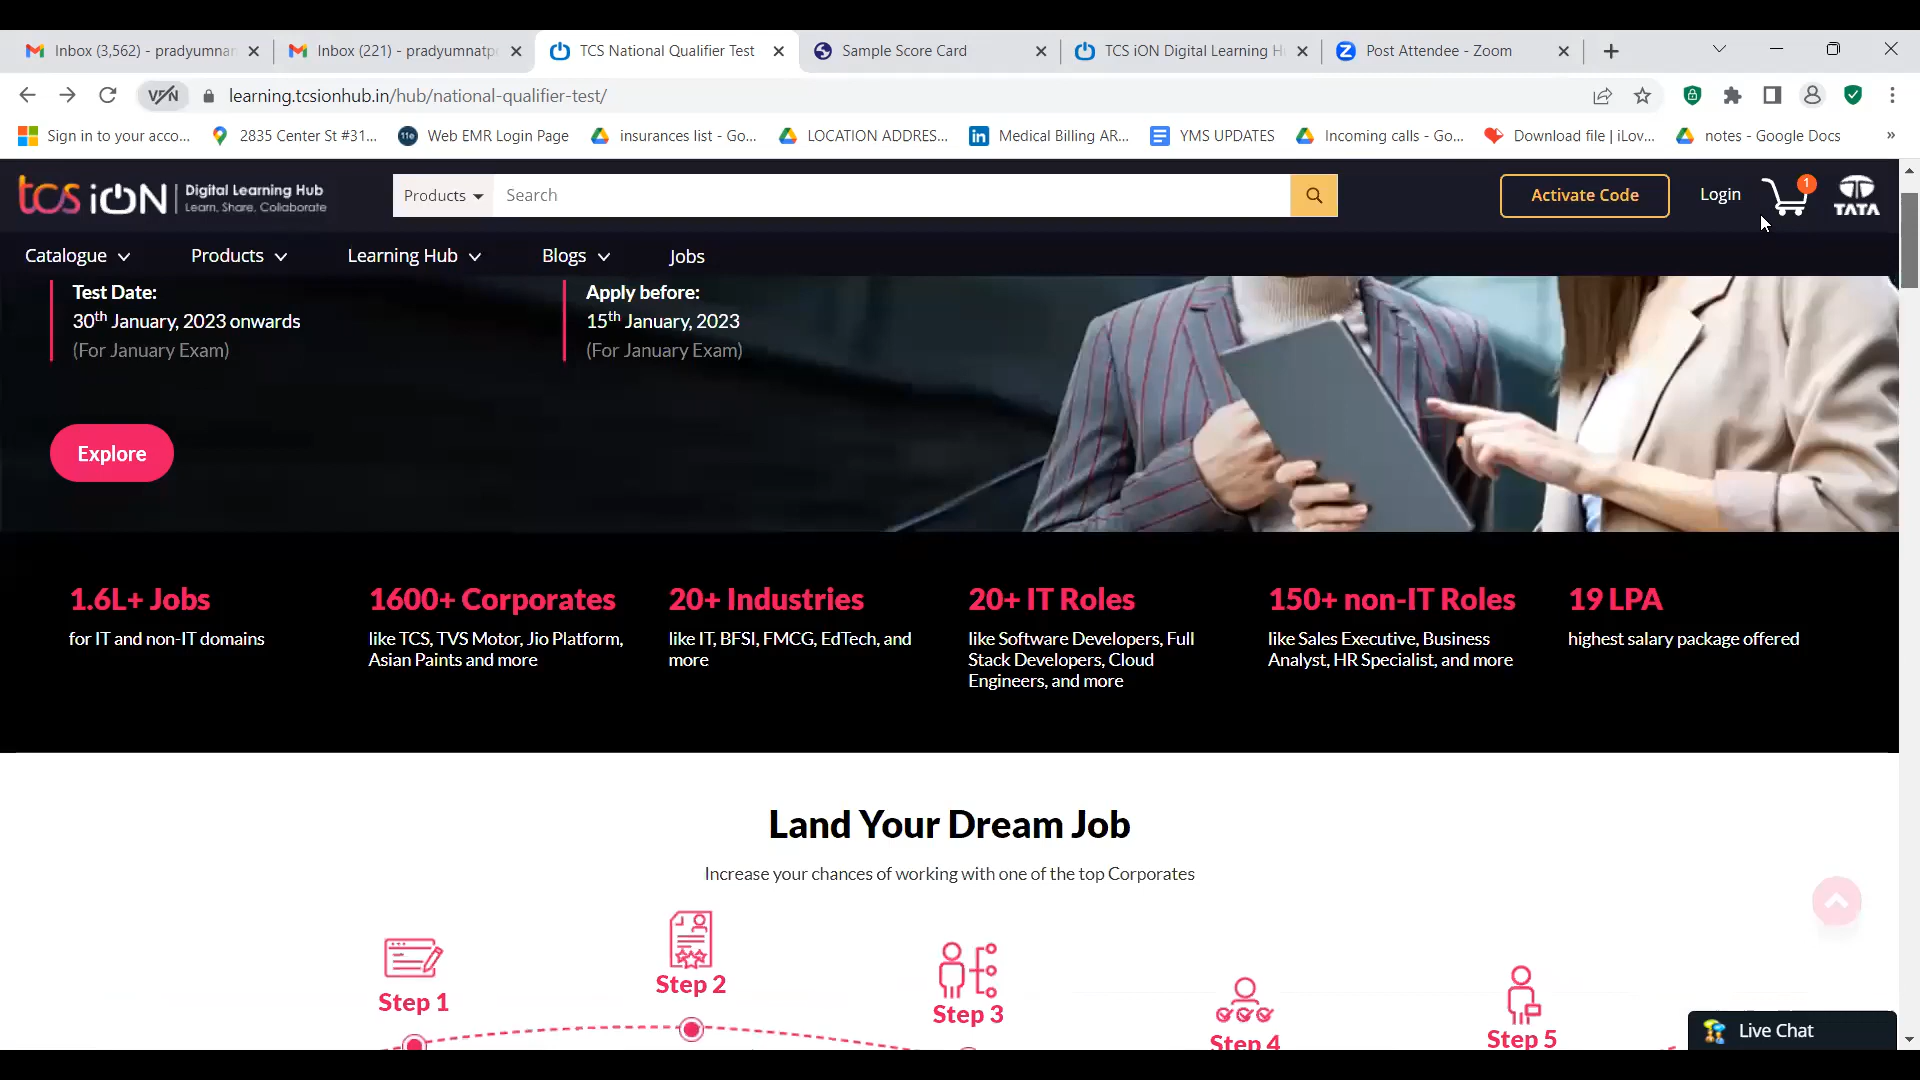 Inbox (3,562) - pradyumnar
Inbox (221) - pradyumnatp
TCS National Qualifier Test
Sample Score Card
TCS iON Digital Learning H
Post Attendee - Zoom
VPN
learning.tcsionhub.in/hub/national-qualifier-test/
Sign in to your acco...
2835 Center St #31...
11e
Web EMR Login Page
insurances list - Go...
LOCATION ADDRES...
Medical Billing AR...
YMS UPDATES
Incoming calls - Go...
Download file | iLov...
notes - Google Docs
»
tcs iON
Digital Learning Hub
Learn. Share. Collaborate
Products
Search
Activate Code
Login
1
TATA
Catalogue
Products
Learning Hub
Blogs
Jobs
Test Date:
30th January, 2023 onwards
(For January Exam)
Apply before:
15th January, 2023
(For January Exam)
Explore
1.6L+ Jobs
for IT and non-IT domains
1600+ Corporates
like TCS, TVS Motor, Jio Platform,
Asian Paints and more
20+ Industries
like IT, BFSI, FMCG, EdTech, and
more
20+ IT Roles
like Software Developers, Full
Stack Developers, Cloud
Engineers, and more
150+ non-IT Roles
like Sales Executive, Business
Analyst, HR Specialist, and more
19 LPA
highest salary package offered
Land Your Dream Job
Increase your chances of working with one of the top Corporates
Step 1
Step 2
Step 3
Step 4
Step 5
Live Chat